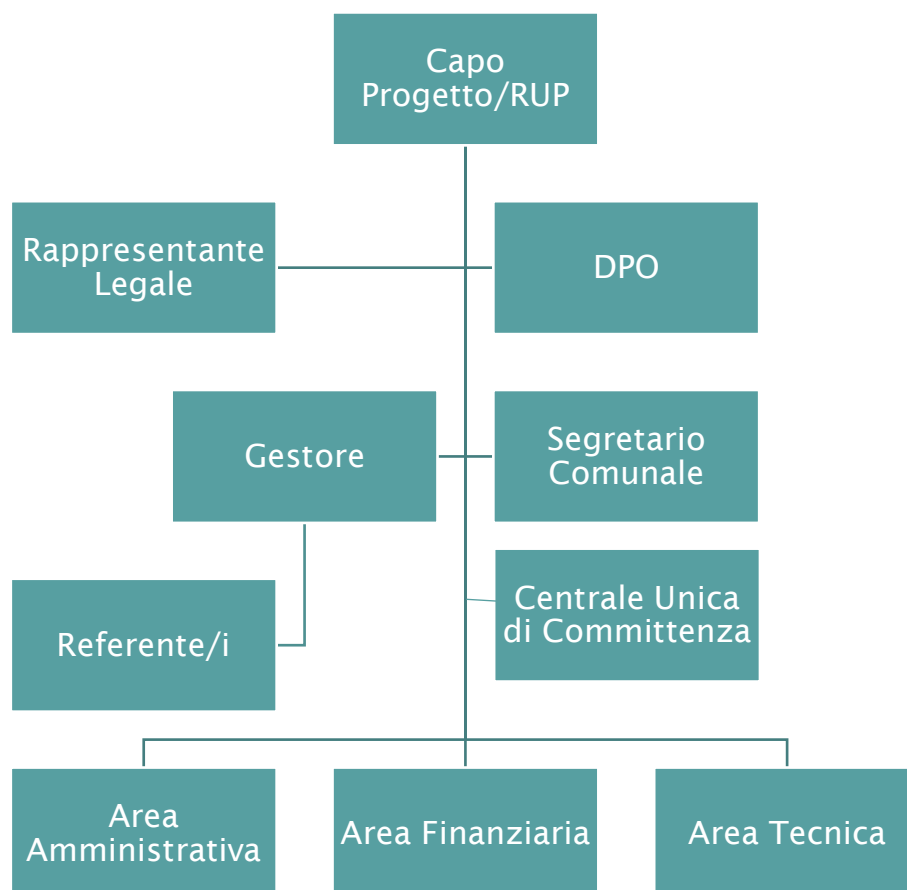 Capo
Progetto/RUP
Rappresentante
Legale
DPO
Gestore
Segretario
Comunale
Referente/i
Centrale Unica
di Committenza
Area
Amministrativa
Area Finanziaria
Area Tecnica